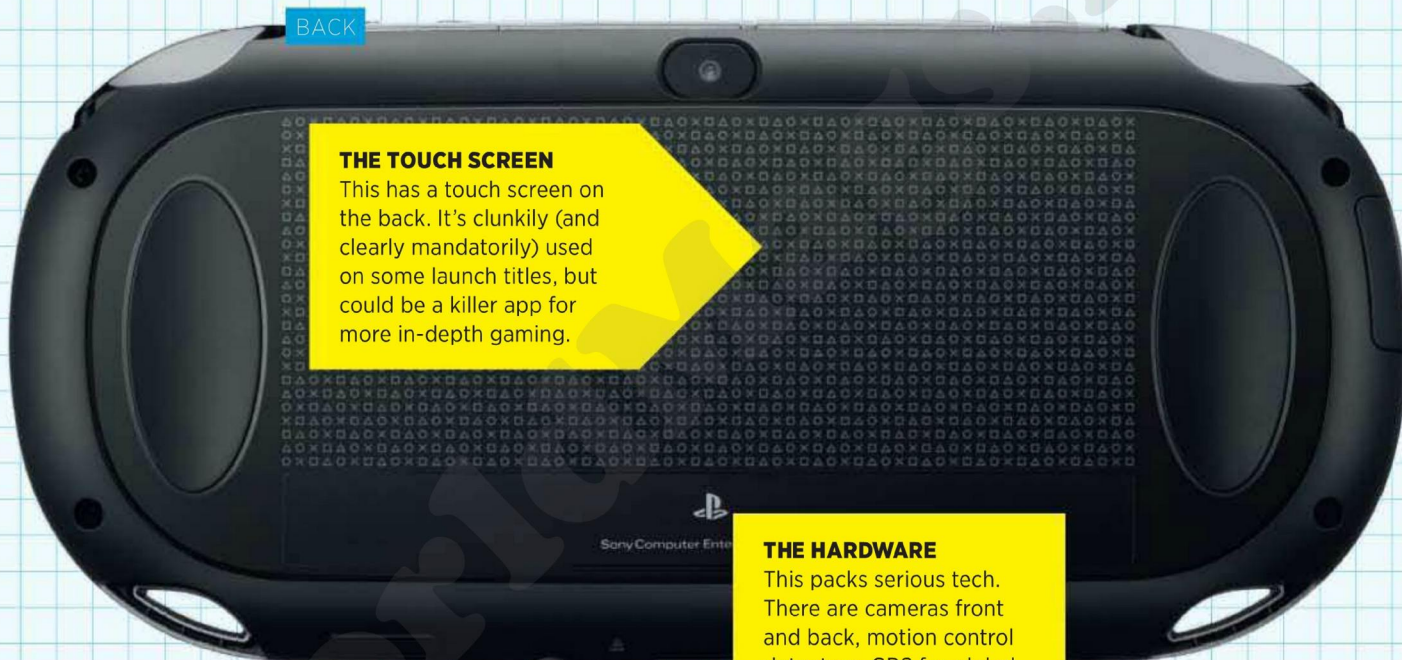 BACK
THE TOUCH SCREEN
This has a touch screen on
the back. It's clunkily (and
clearly mandatorily) used
on some launch titles, but
could be a killer app for
more in-depth gaming.
Sony Computer
THE HARDWARE
This packs serious tech.
There are cameras front
and back, motion control